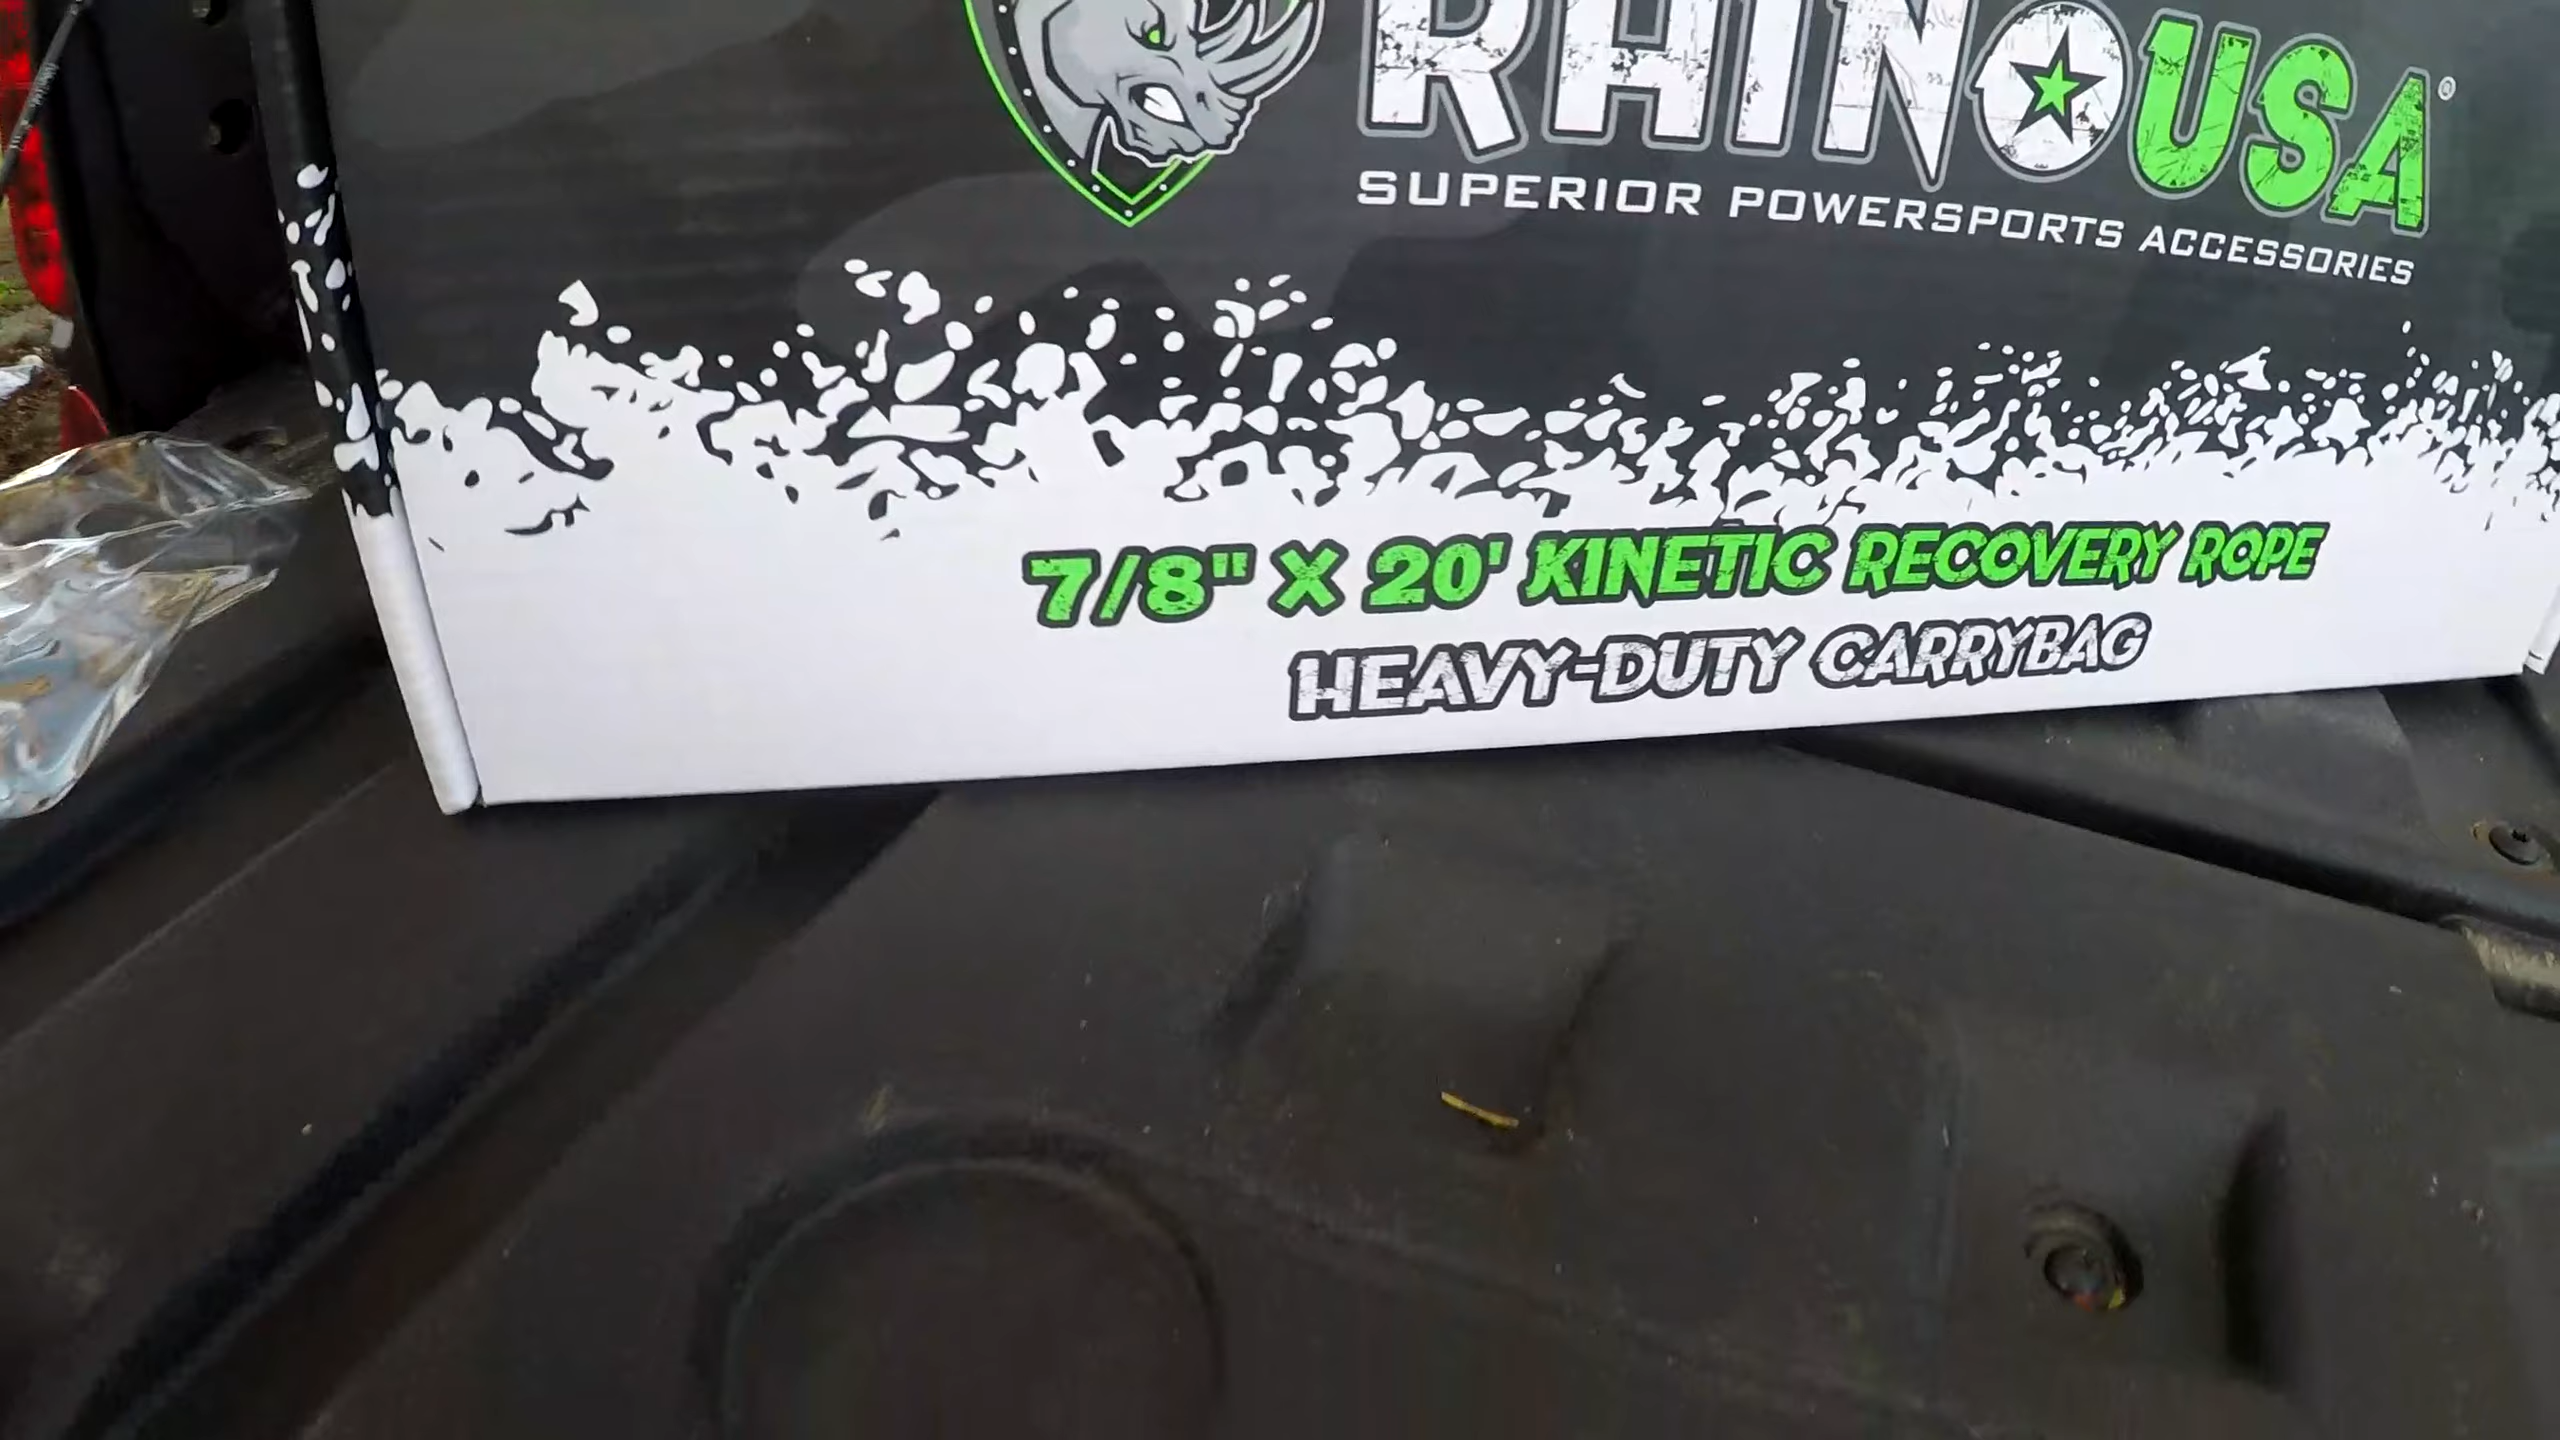 RHINO USA®
SUPERIOR POWERSPORTS ACCESSORIES
7/8" X 20' KINETIC RECOVERY ROPE
HEAVY-DUTY CARRYBAG